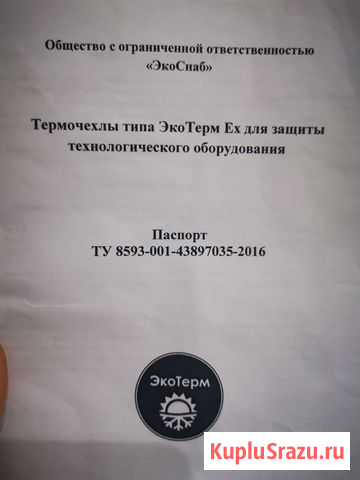 Общество с ограниченной ответственностью
«ЭкоСнаб»
Термочехлы типа ЭкоТерм Ех для защиты
технологического оборудования
Паспорт
ТУ 8593-001-43897035-2016
ЭкоТерм
KupluSrazu.ru